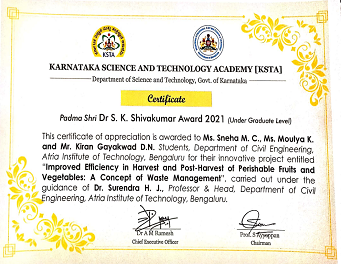 KSTA
KARNATAKA SCIENCE AND TECHNOLOGY ACADEMY [KSTA]
Department of Science and Technology, Govt. of Karnataka
Certificate
Padma Shri Dr S. K. Shivakumar Award 2021 (Under Graduate Level)
This certificate of appreciation is awarded to Ms. Sneha M. C., Ms. Moulya K.
and Mr. Kiran Gayakwad D.N. Students, Department of Civil Engineering,
Atria Institute of Technology, Bengaluru for their innovative project entitled
"Improved Efficiency in Harvest and Post-Harvest of Perishable Fruits and
Vegetables: A Concept of Waste Management". carried out under the
guidance of Dr. Surendra H. J., Professor & Head, Department of Civil
Engineering, Atria Institute of Technology, Bengaluru.
Dr A M Ramesh
Chief Executive Officer
Prof. S Ayyappan
Chairman